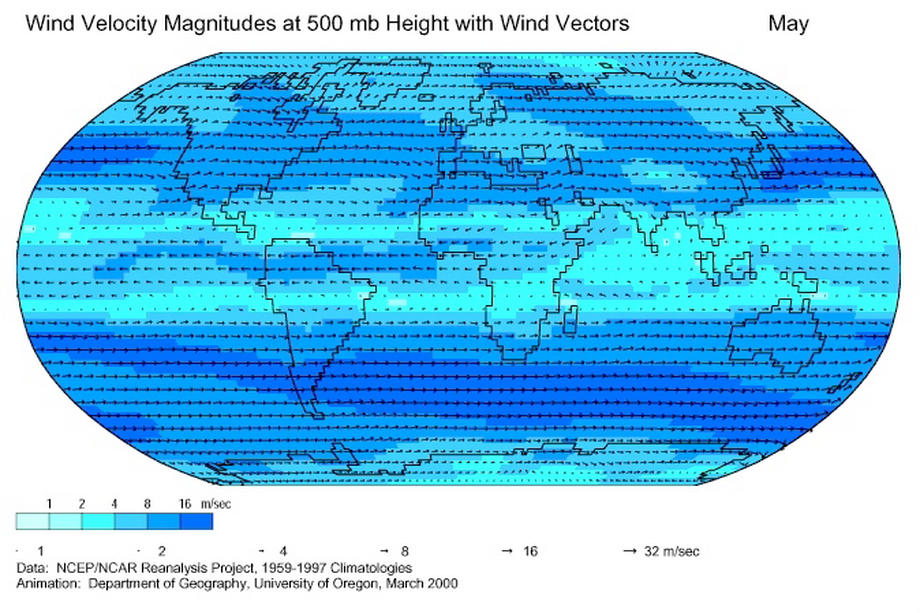 Wind Velocity Magnitudes at 500 mb Height with Wind Vectors May
1 2 4 8 16 m/sec
1 2 4 8 16 32 m/sec
Data: NCEP/NCAR Reanalysis Project, 1959-1997 Climatologies
Animation: Department of Geography, University of Oregon, March 2000